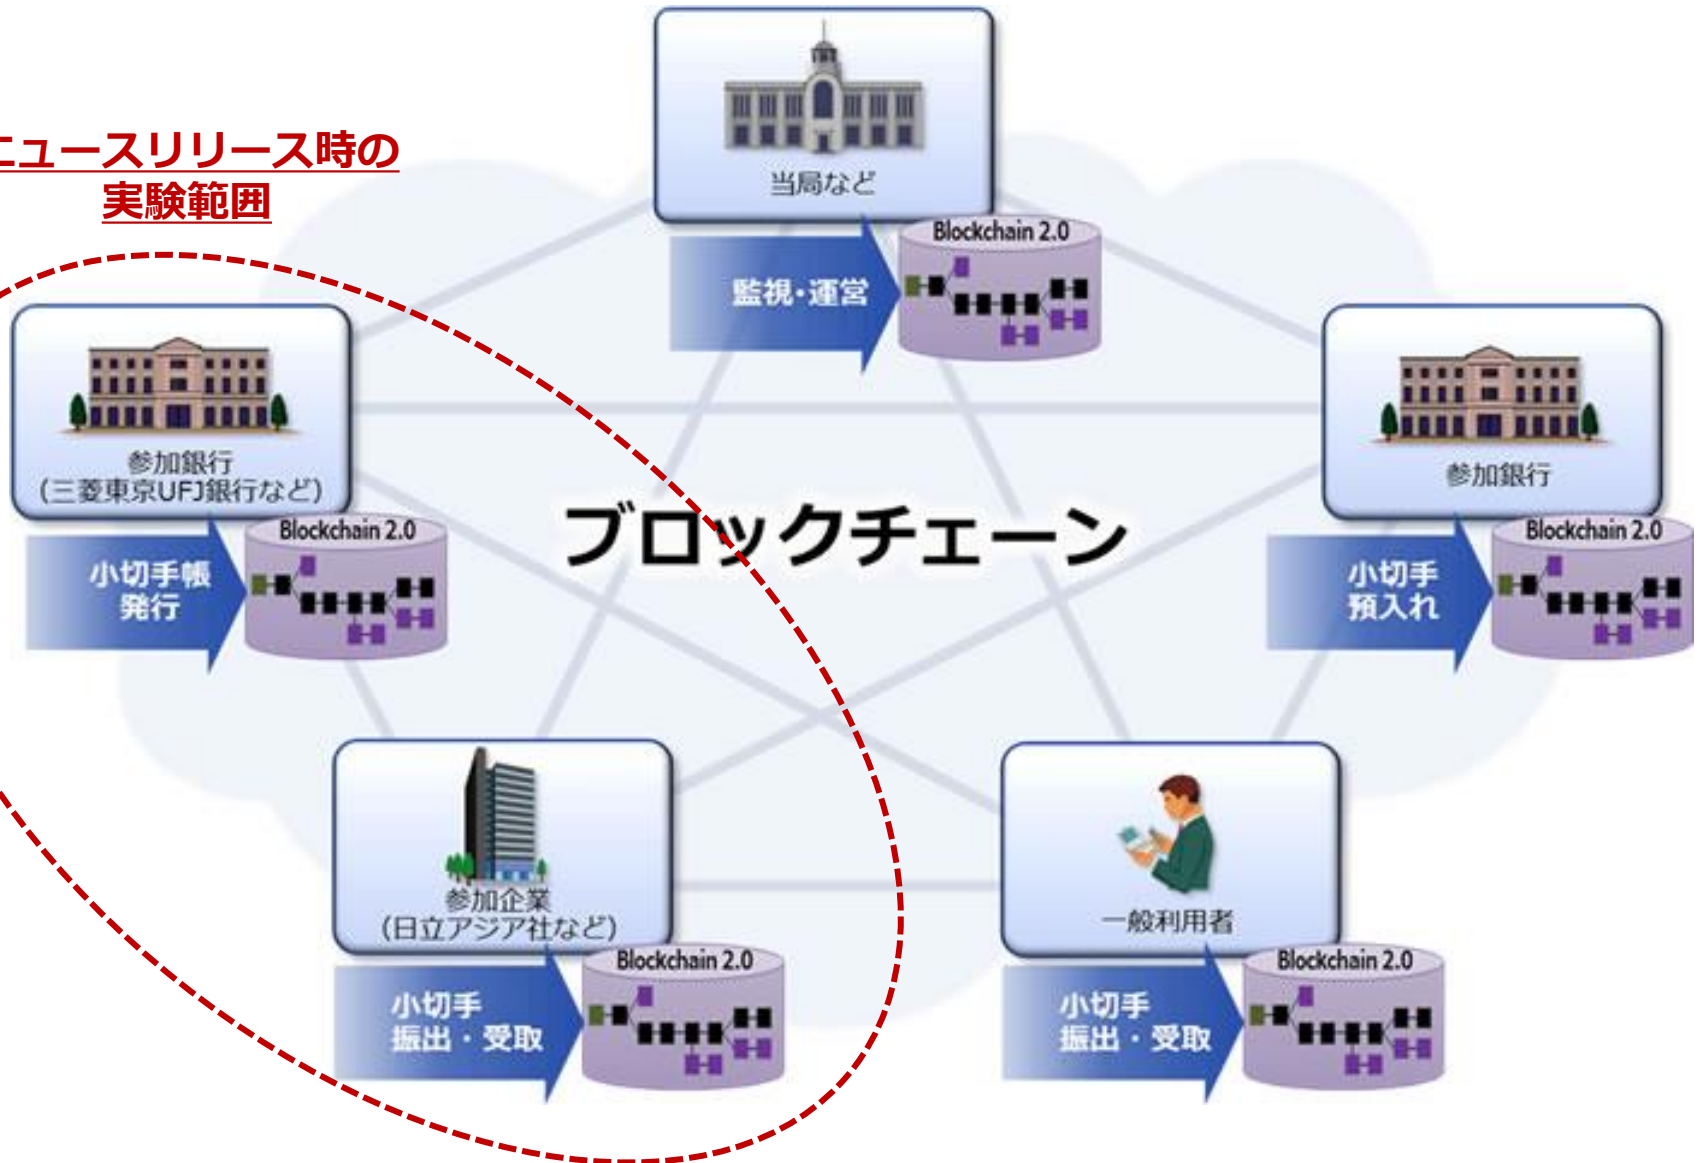 ニュースリリース時の
実験範囲
当局など
監視・運営
Blockchain 2.0
参加銀行
(三菱東京UFJ銀行など)
小切手帳
発行
Blockchain 2.0
参加銀行
小切手
預入れ
Blockchain 2.0
ブロックチェーン
参加企業
(日立アジア社など)
小切手
振出・受取
Blockchain 2.0
一般利用者
小切手
振出・受取
Blockchain 2.0